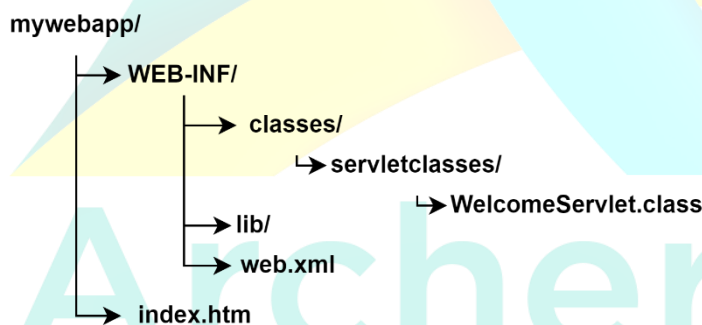 mywebapp/
WEB-INF/
classes/
servletclasses/
WelcomeServlet.class
lib/
web.xml
index.htm
Archer